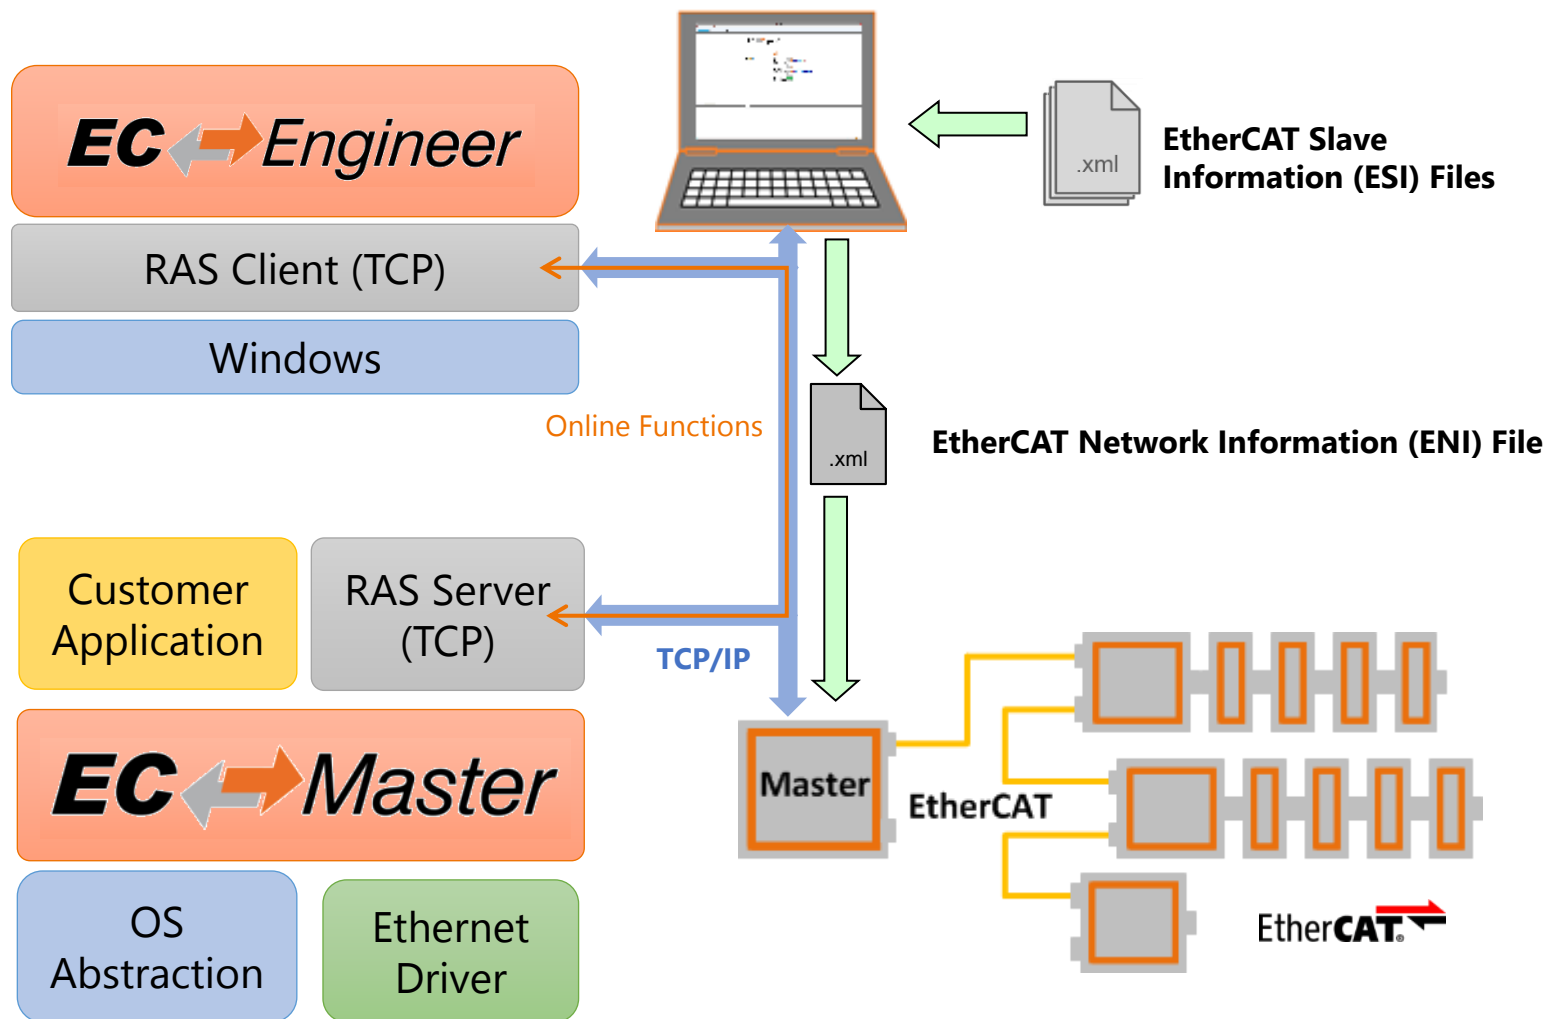 EC Engineer
RAS Client (TCP)
Windows
.xml
EtherCAT Slave
Information (ESI) Files
Online Functions
.xml
EtherCAT Network Information (ENI) File
Customer
Application
RAS Server
(TCP)
TCP/IP
EC Master
OS
Abstraction
Ethernet
Driver
Master
EtherCAT
EtherCAT®